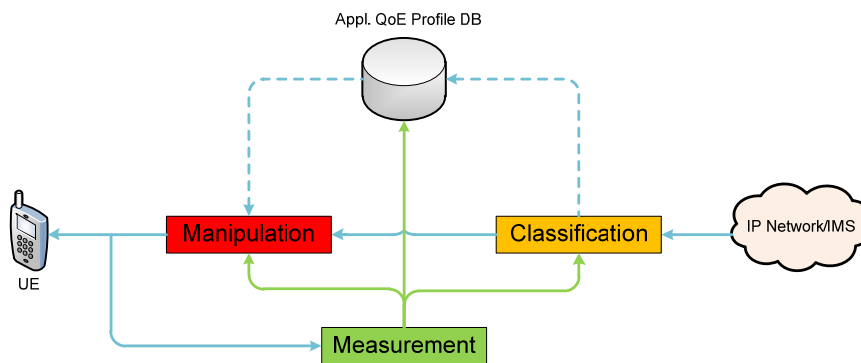 Appl. QoE Profile DB
Manipulation
Classification
IP Network/IMS
UE
Measurement